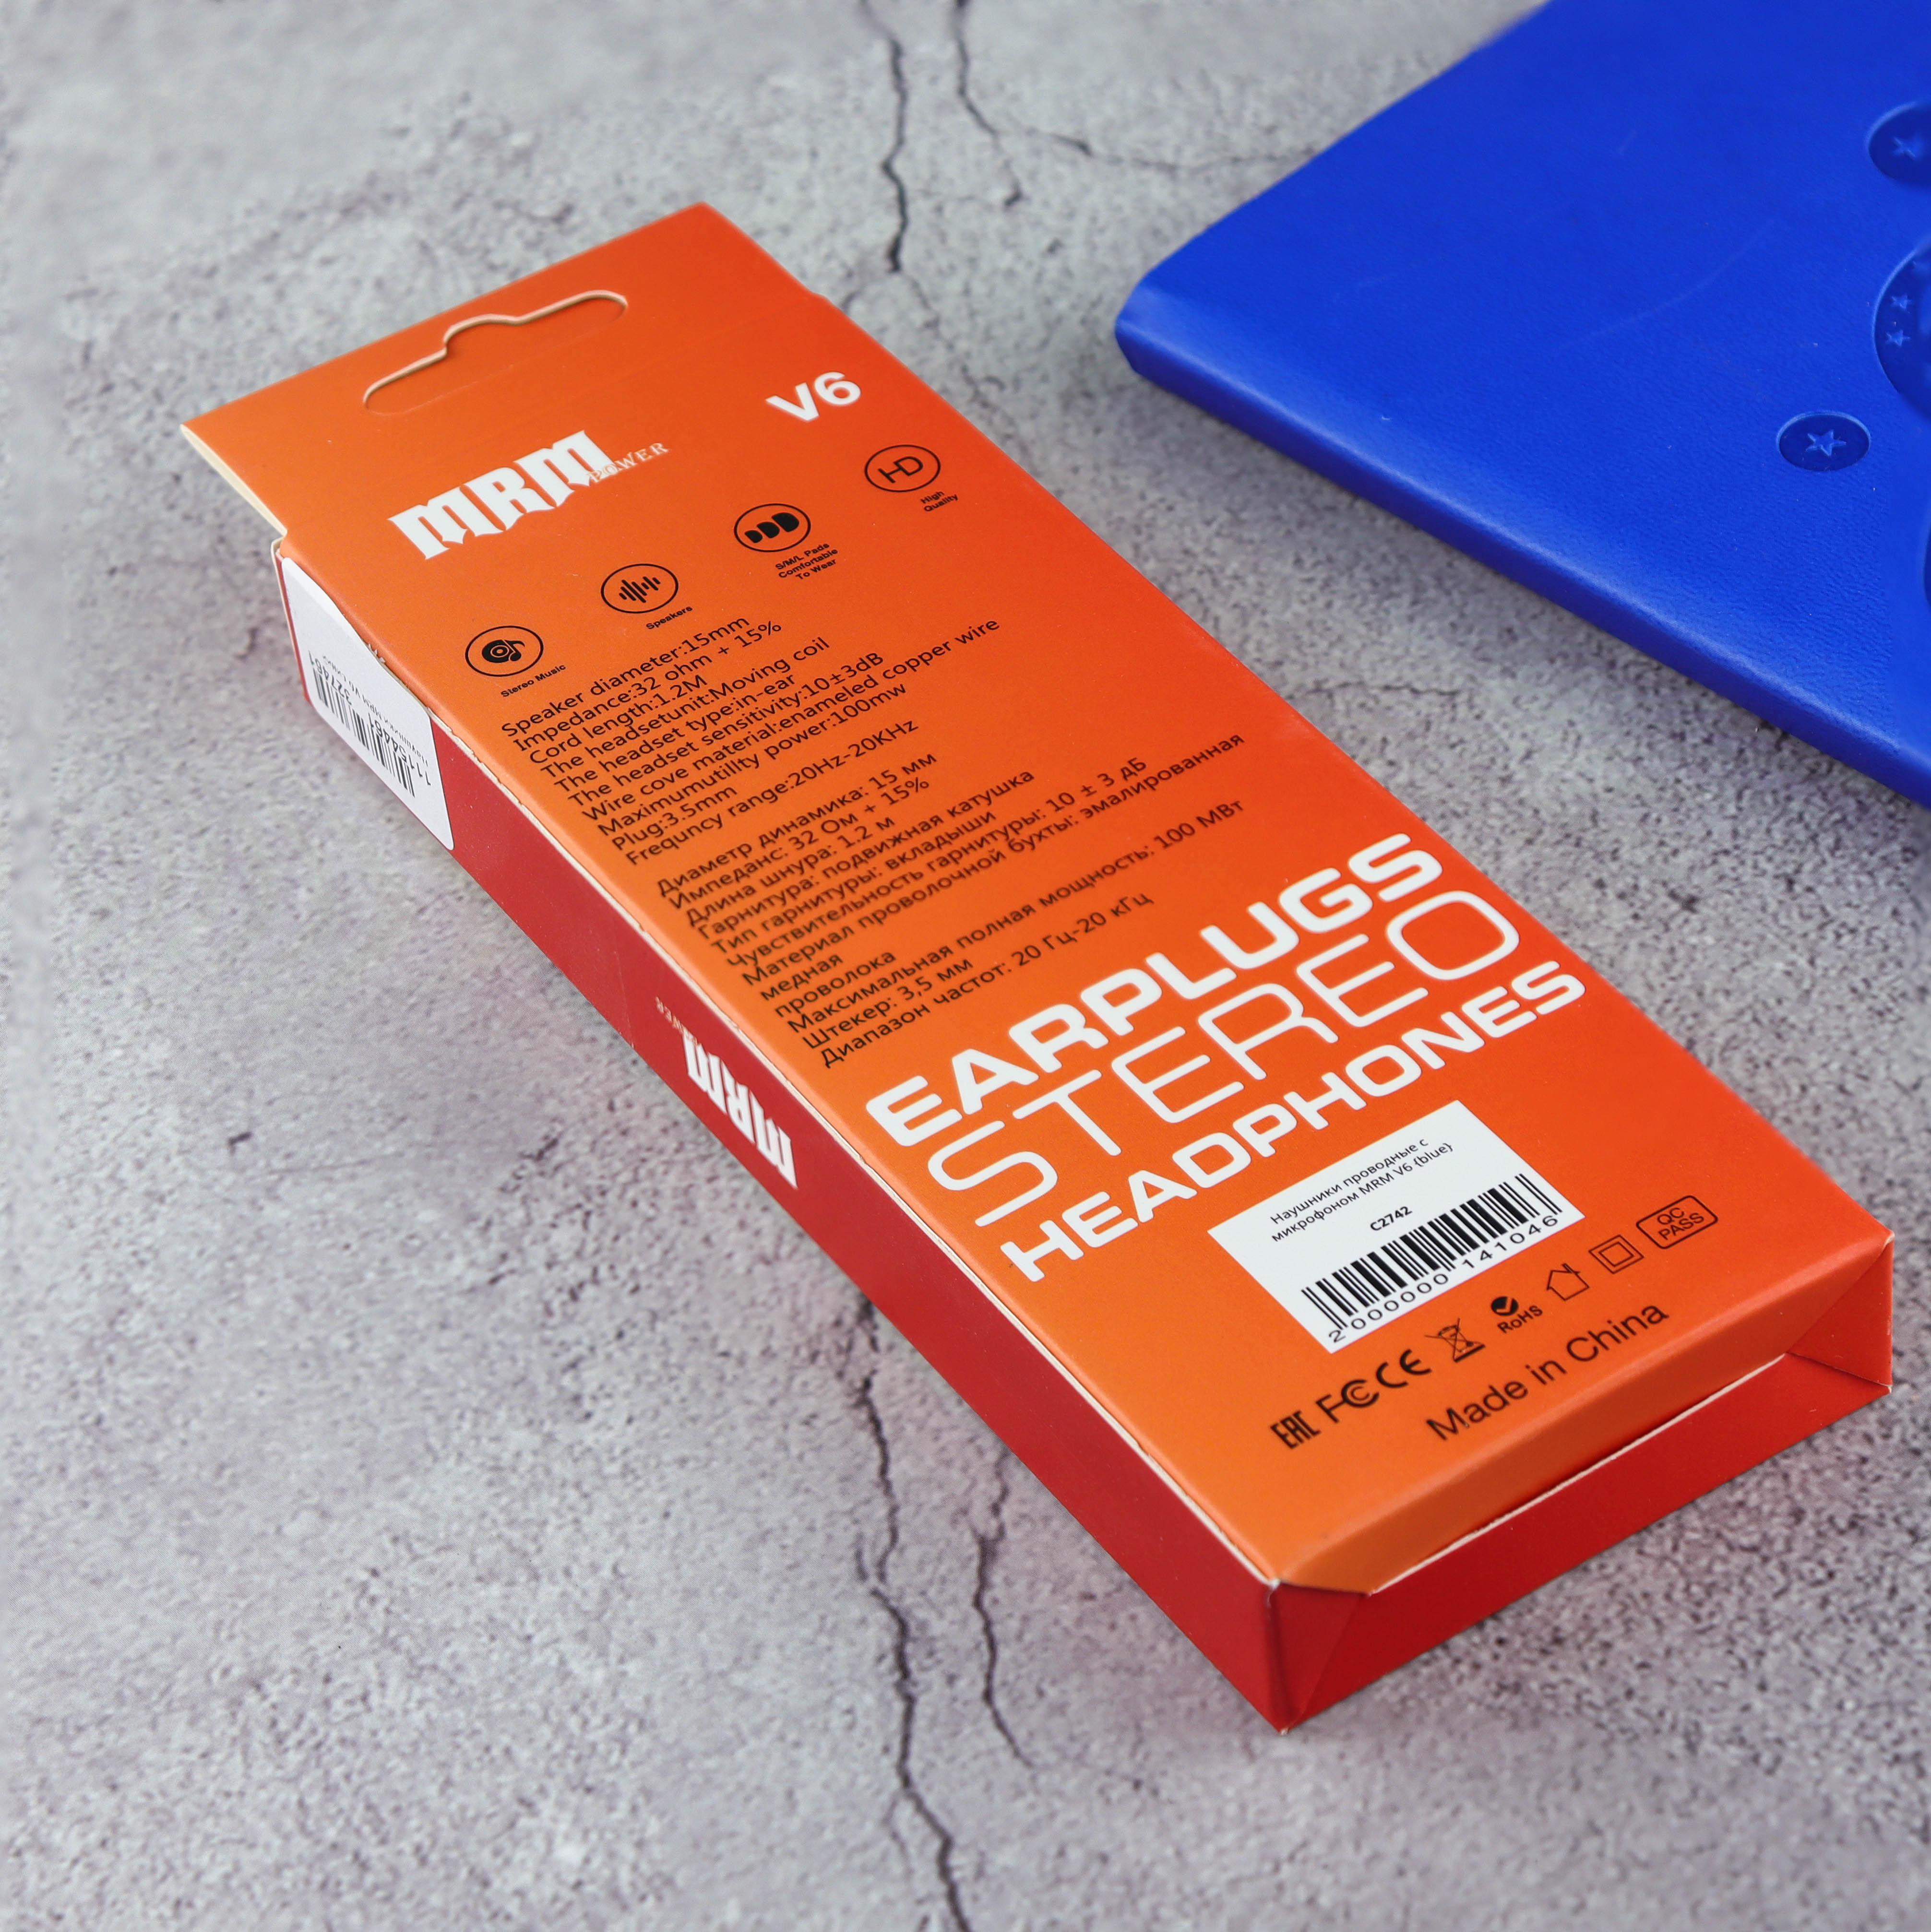 V6
MRM
POWER
Stereo Music
Speakers
S/M/L Pads
Comfortable
To Wear
HD
High
Quality
Speaker diameter:15mm
Impedance:32 ohm + 15%
Cord length:1.2M
The headsetunit:Moving coil
The headset type:in-ear
The headset sensitivity:10±3dB
Wire cove material:enameled copper wire
Maximumutillty power:100mw
Plug:3.5mm
Frequncy range:20Hz-20KHz
Диаметр динамика: 15 мм
Импеданс: 32 Ом + 15%
Длина шнура: 1.2 м
Гарнитура: подвижная катушка
Тип гарнитуры: вкладыши
Чувствительность гарнитуры: 10 ± 3 дБ
Материал проволочной бухты: эмалированная
медная
проволока
Максимальная полная мощность: 100 МВт
Штекер: 3,5 мм
Диапазон частот: 20 Гц-20 кГц
EARPLUGS
STEREO
HEADPHONES
Наушники проводные с
микрофоном MRM V6 (blue)
C2742
2000000141046
EAC FC CE RoHS QC PASS
Made in China
MRM